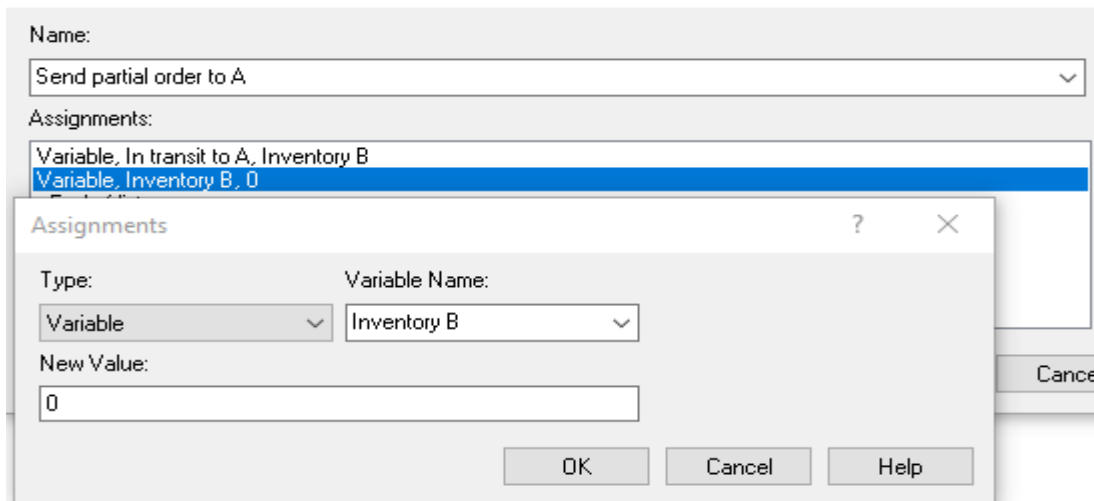 Name:
Send partial order to A
Assignments:
Variable, In transit to A, Inventory B
Variable, Inventory B, 0
Assignments ?
Type: Variable Name:
Variable Inventory B
New Value:
0
Cance
OK Cancel Help